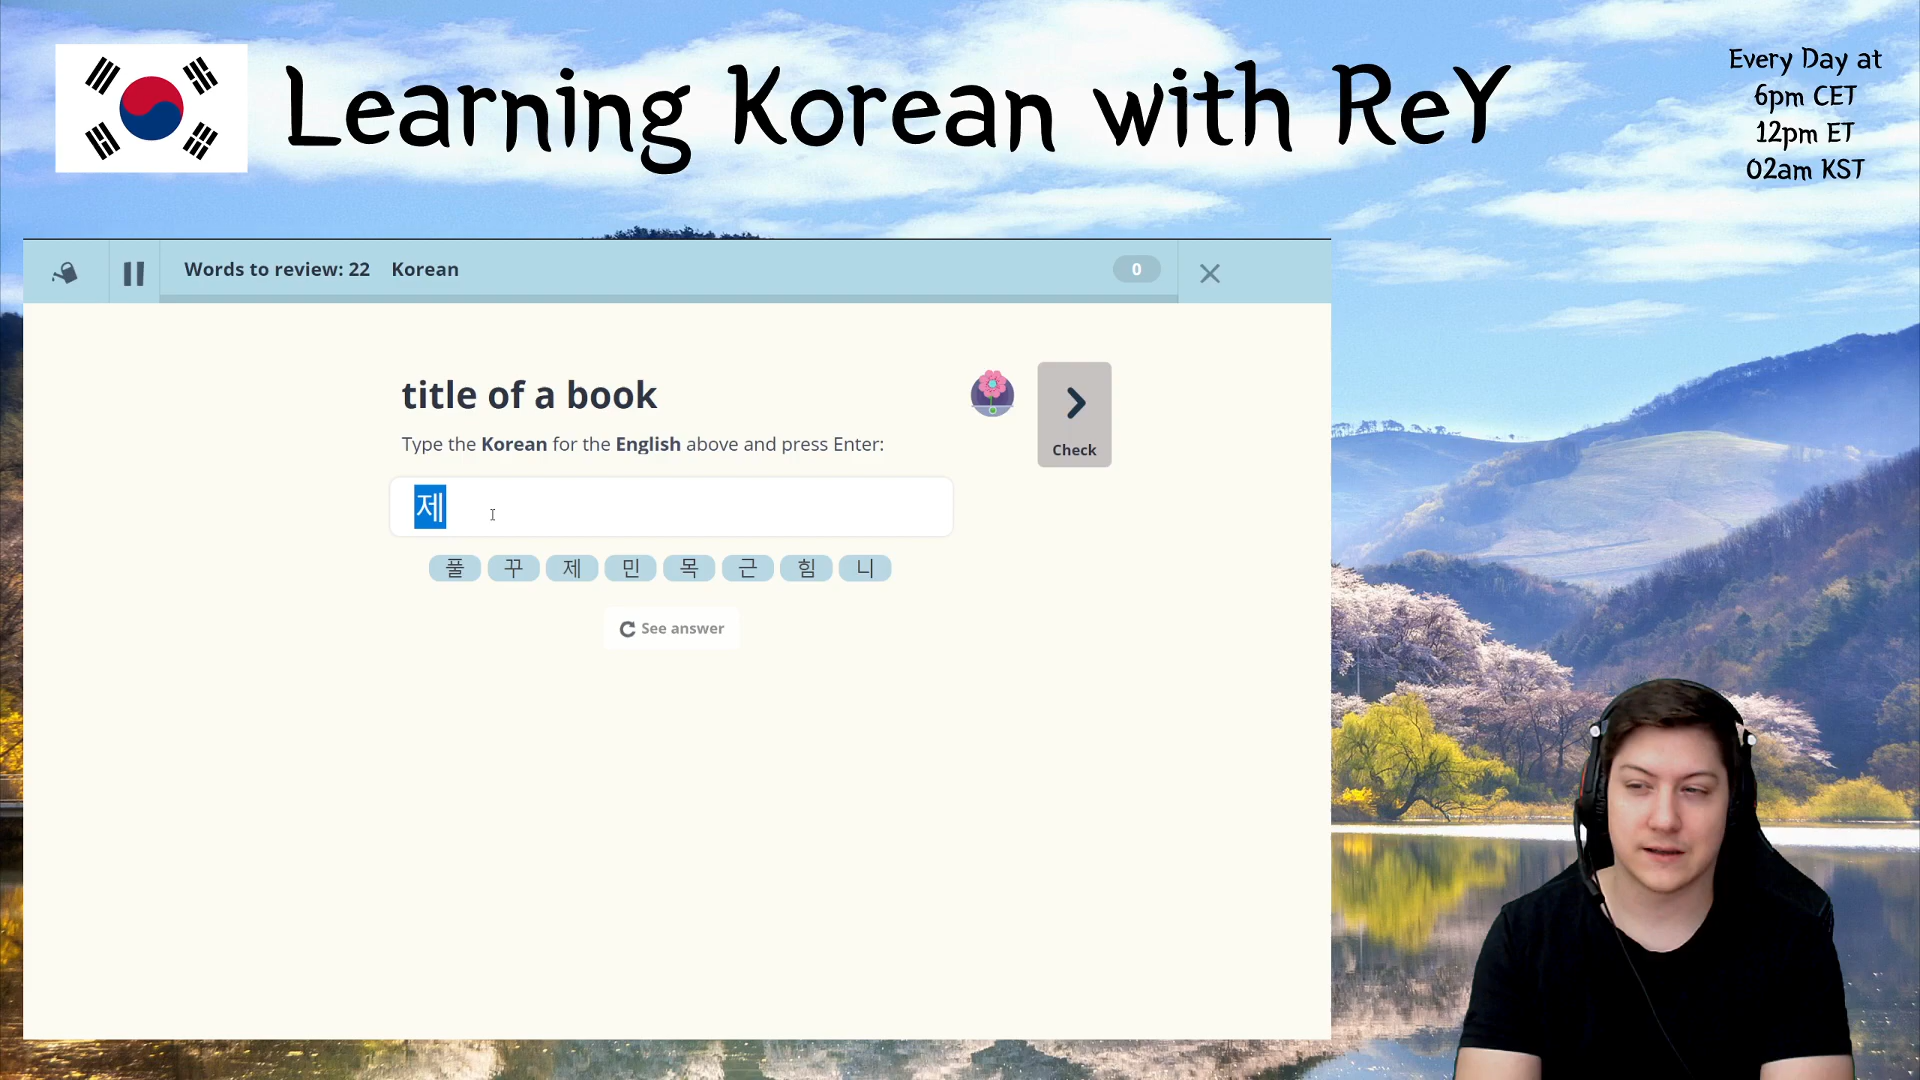 Learning Korean with ReY
Every Day at
6pm CET
12pm ET
02am KST
Words to review: 22 Korean
0
title of a book
Type the Korean for the English above and press Enter:
Check
제
풀 꾸 제 민 목 근 힘 니
See answer